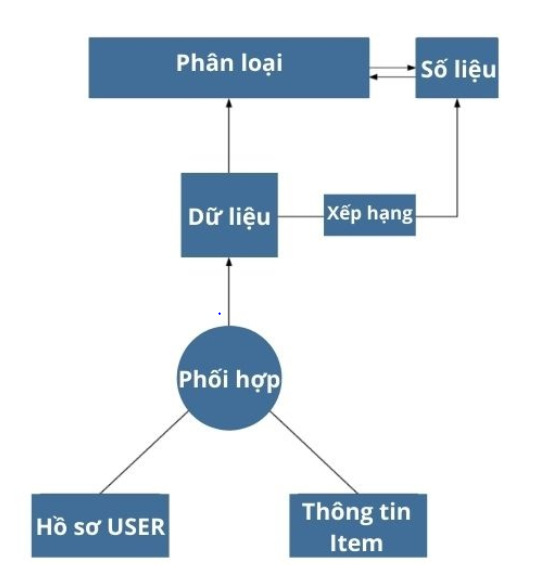 Phân loại
Số liệu
Dữ liệu
Xếp hạng
Phối hợp
Hồ sơ USER
Thông tin
Item